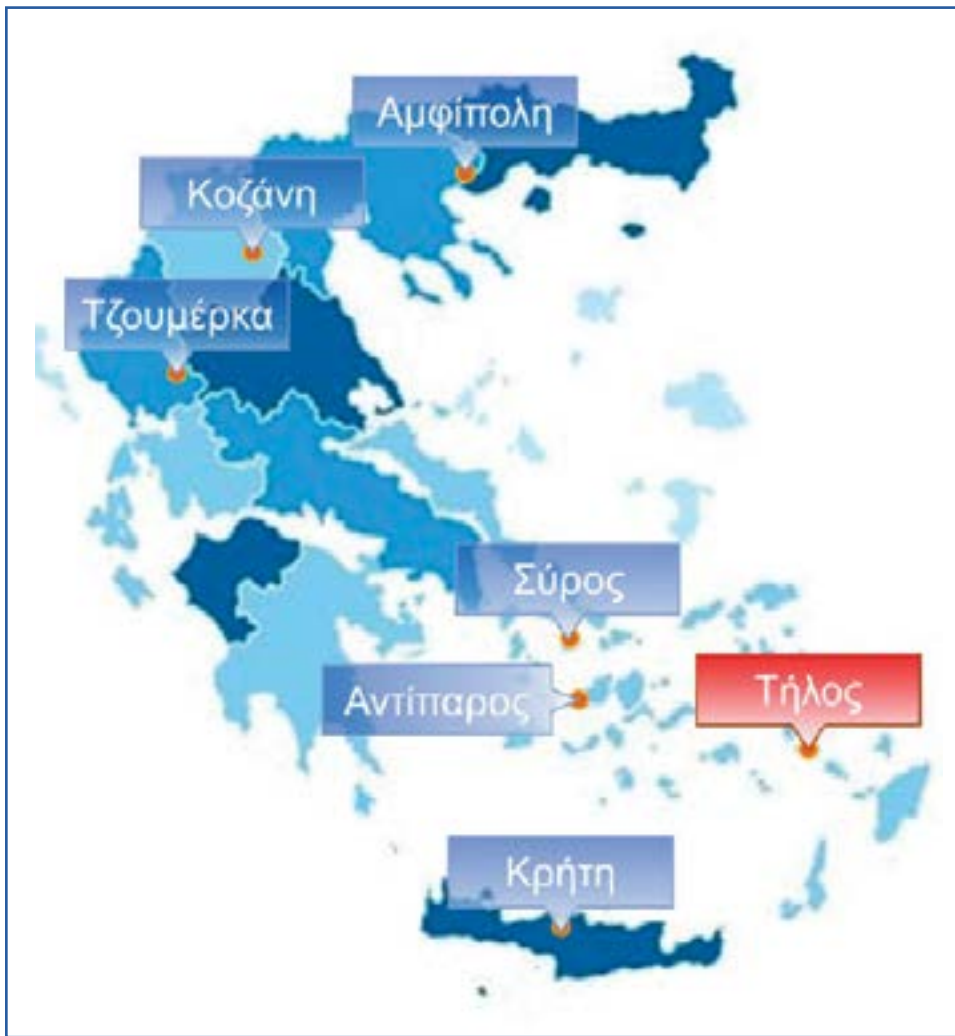 Αμφίπολη
Κοζάνη
Τζουμέρκα
Σύρος
Αντίπαρος
Τήλος
Κρήτη